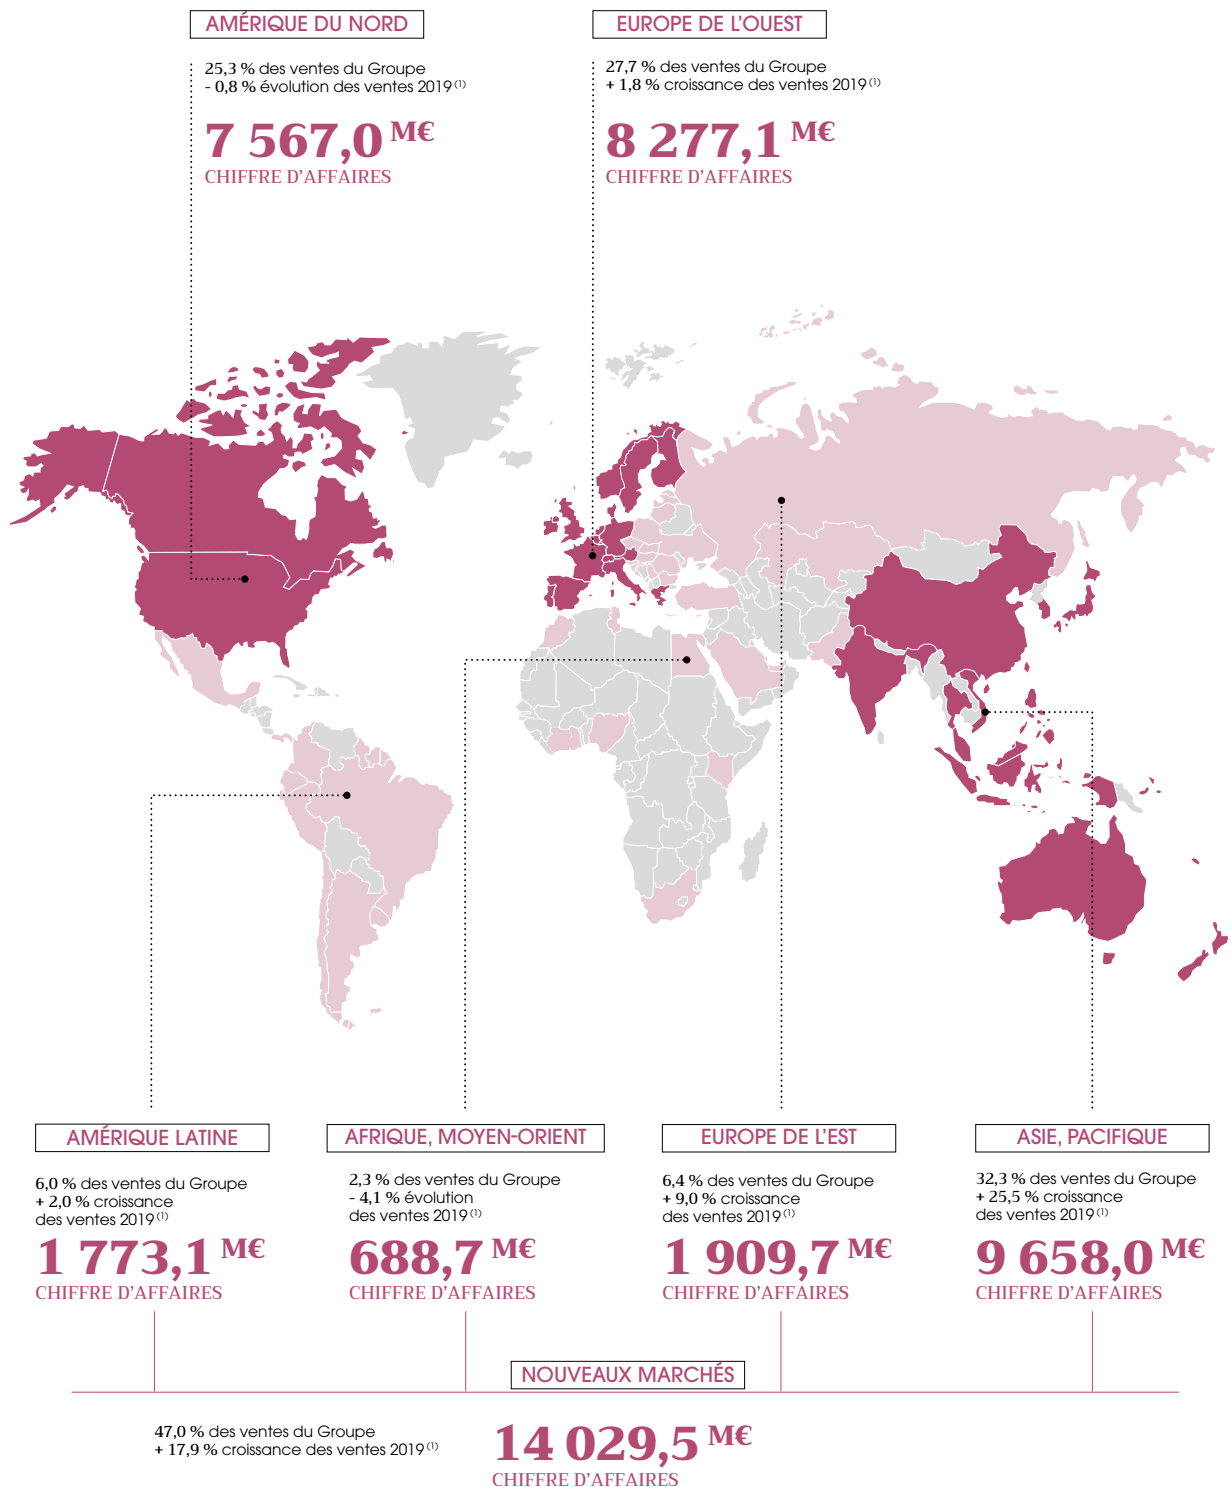 AMÉRIQUE DU NORD
25,3 % des ventes du Groupe
- 0,8 % évolution des ventes 2019 (1)
7 567,0 M€
CHIFFRE D’AFFAIRES
EUROPE DE L’OUEST
27,7 % des ventes du Groupe
+ 1,8 % croissance des ventes 2019 (1)
8 277,1 M€
CHIFFRE D’AFFAIRES
AMÉRIQUE LATINE
6,0 % des ventes du Groupe
+ 2,0 % croissance
des ventes 2019 (1)
1 773,1 M€
CHIFFRE D’AFFAIRES
AFRIQUE, MOYEN-ORIENT
2,3 % des ventes du Groupe
- 4,1 % évolution
des ventes 2019 (1)
688,7 M€
CHIFFRE D’AFFAIRES
EUROPE DE L’EST
6,4 % des ventes du Groupe
+ 9,0 % croissance
des ventes 2019 (1)
1 909,7 M€
CHIFFRE D’AFFAIRES
ASIE, PACIFIQUE
32,3 % des ventes du Groupe
+ 25,5 % croissance
des ventes 2019 (1)
9 658,0 M€
CHIFFRE D’AFFAIRES
NOUVEAUX MARCHÉS
47,0 % des ventes du Groupe
+ 17,9 % croissance des ventes 2019 (1)
14 029,5 M€
CHIFFRE D’AFFAIRES